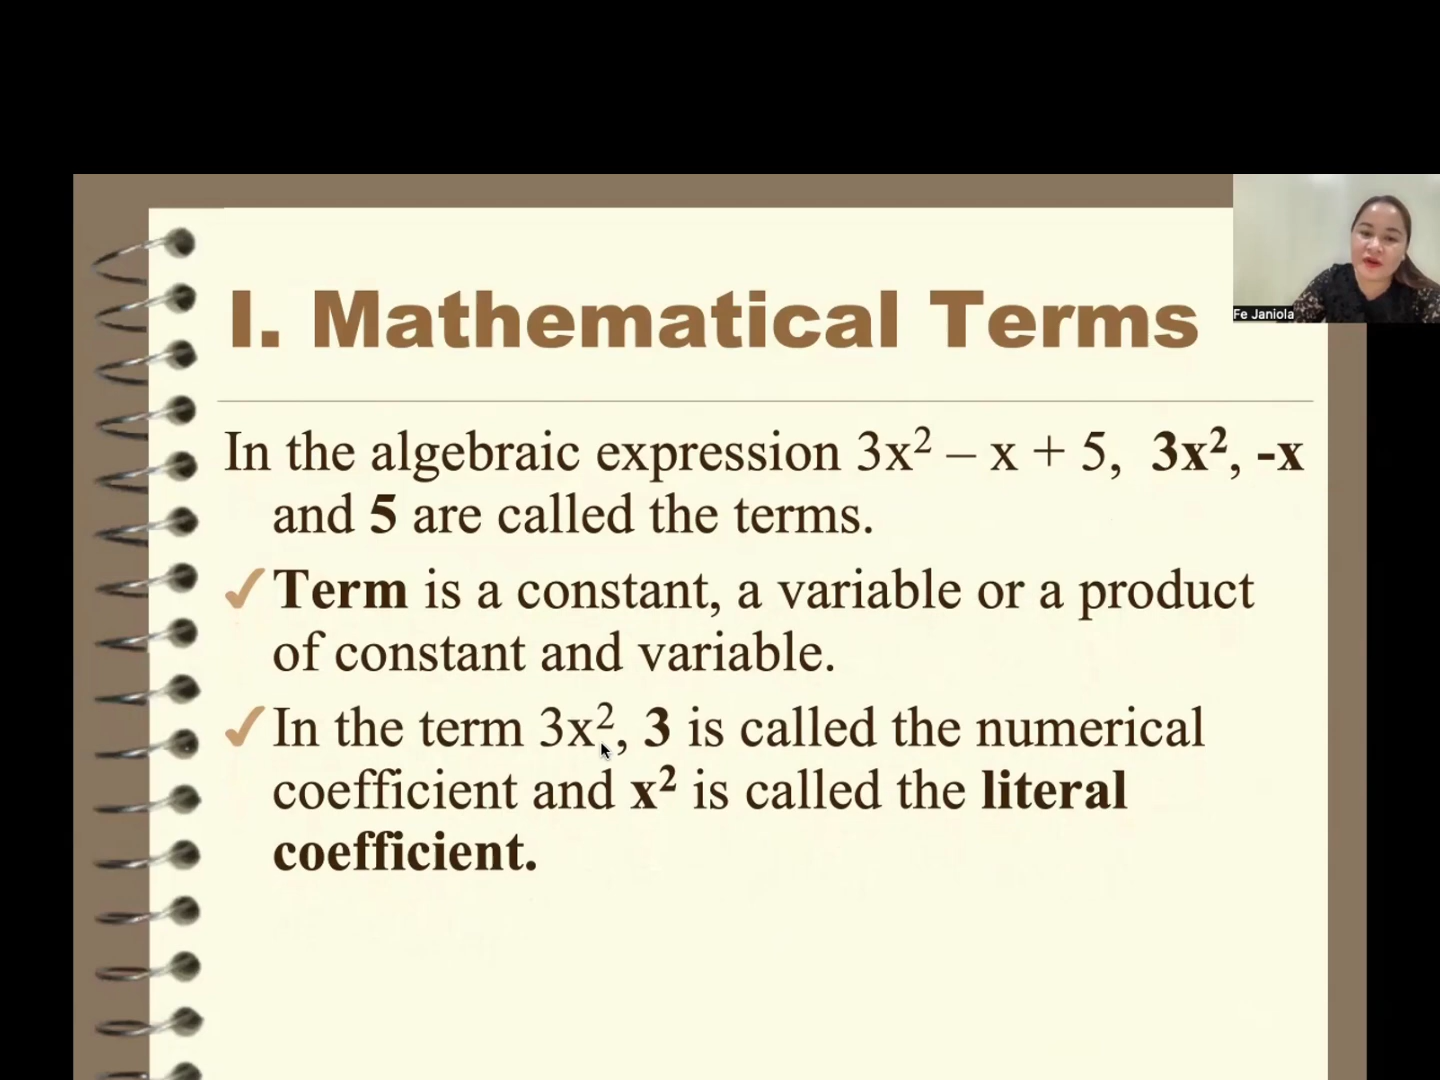 I. Mathematical Terms
Fe Janiola
In the algebraic expression 3x² – x + 5, 3x², -x
and 5 are called the terms.
✓Term is a constant, a variable or a product
of constant and variable.
✓In the term 3x², 3 is called the numerical
coefficient and x² is called the literal
coefficient.